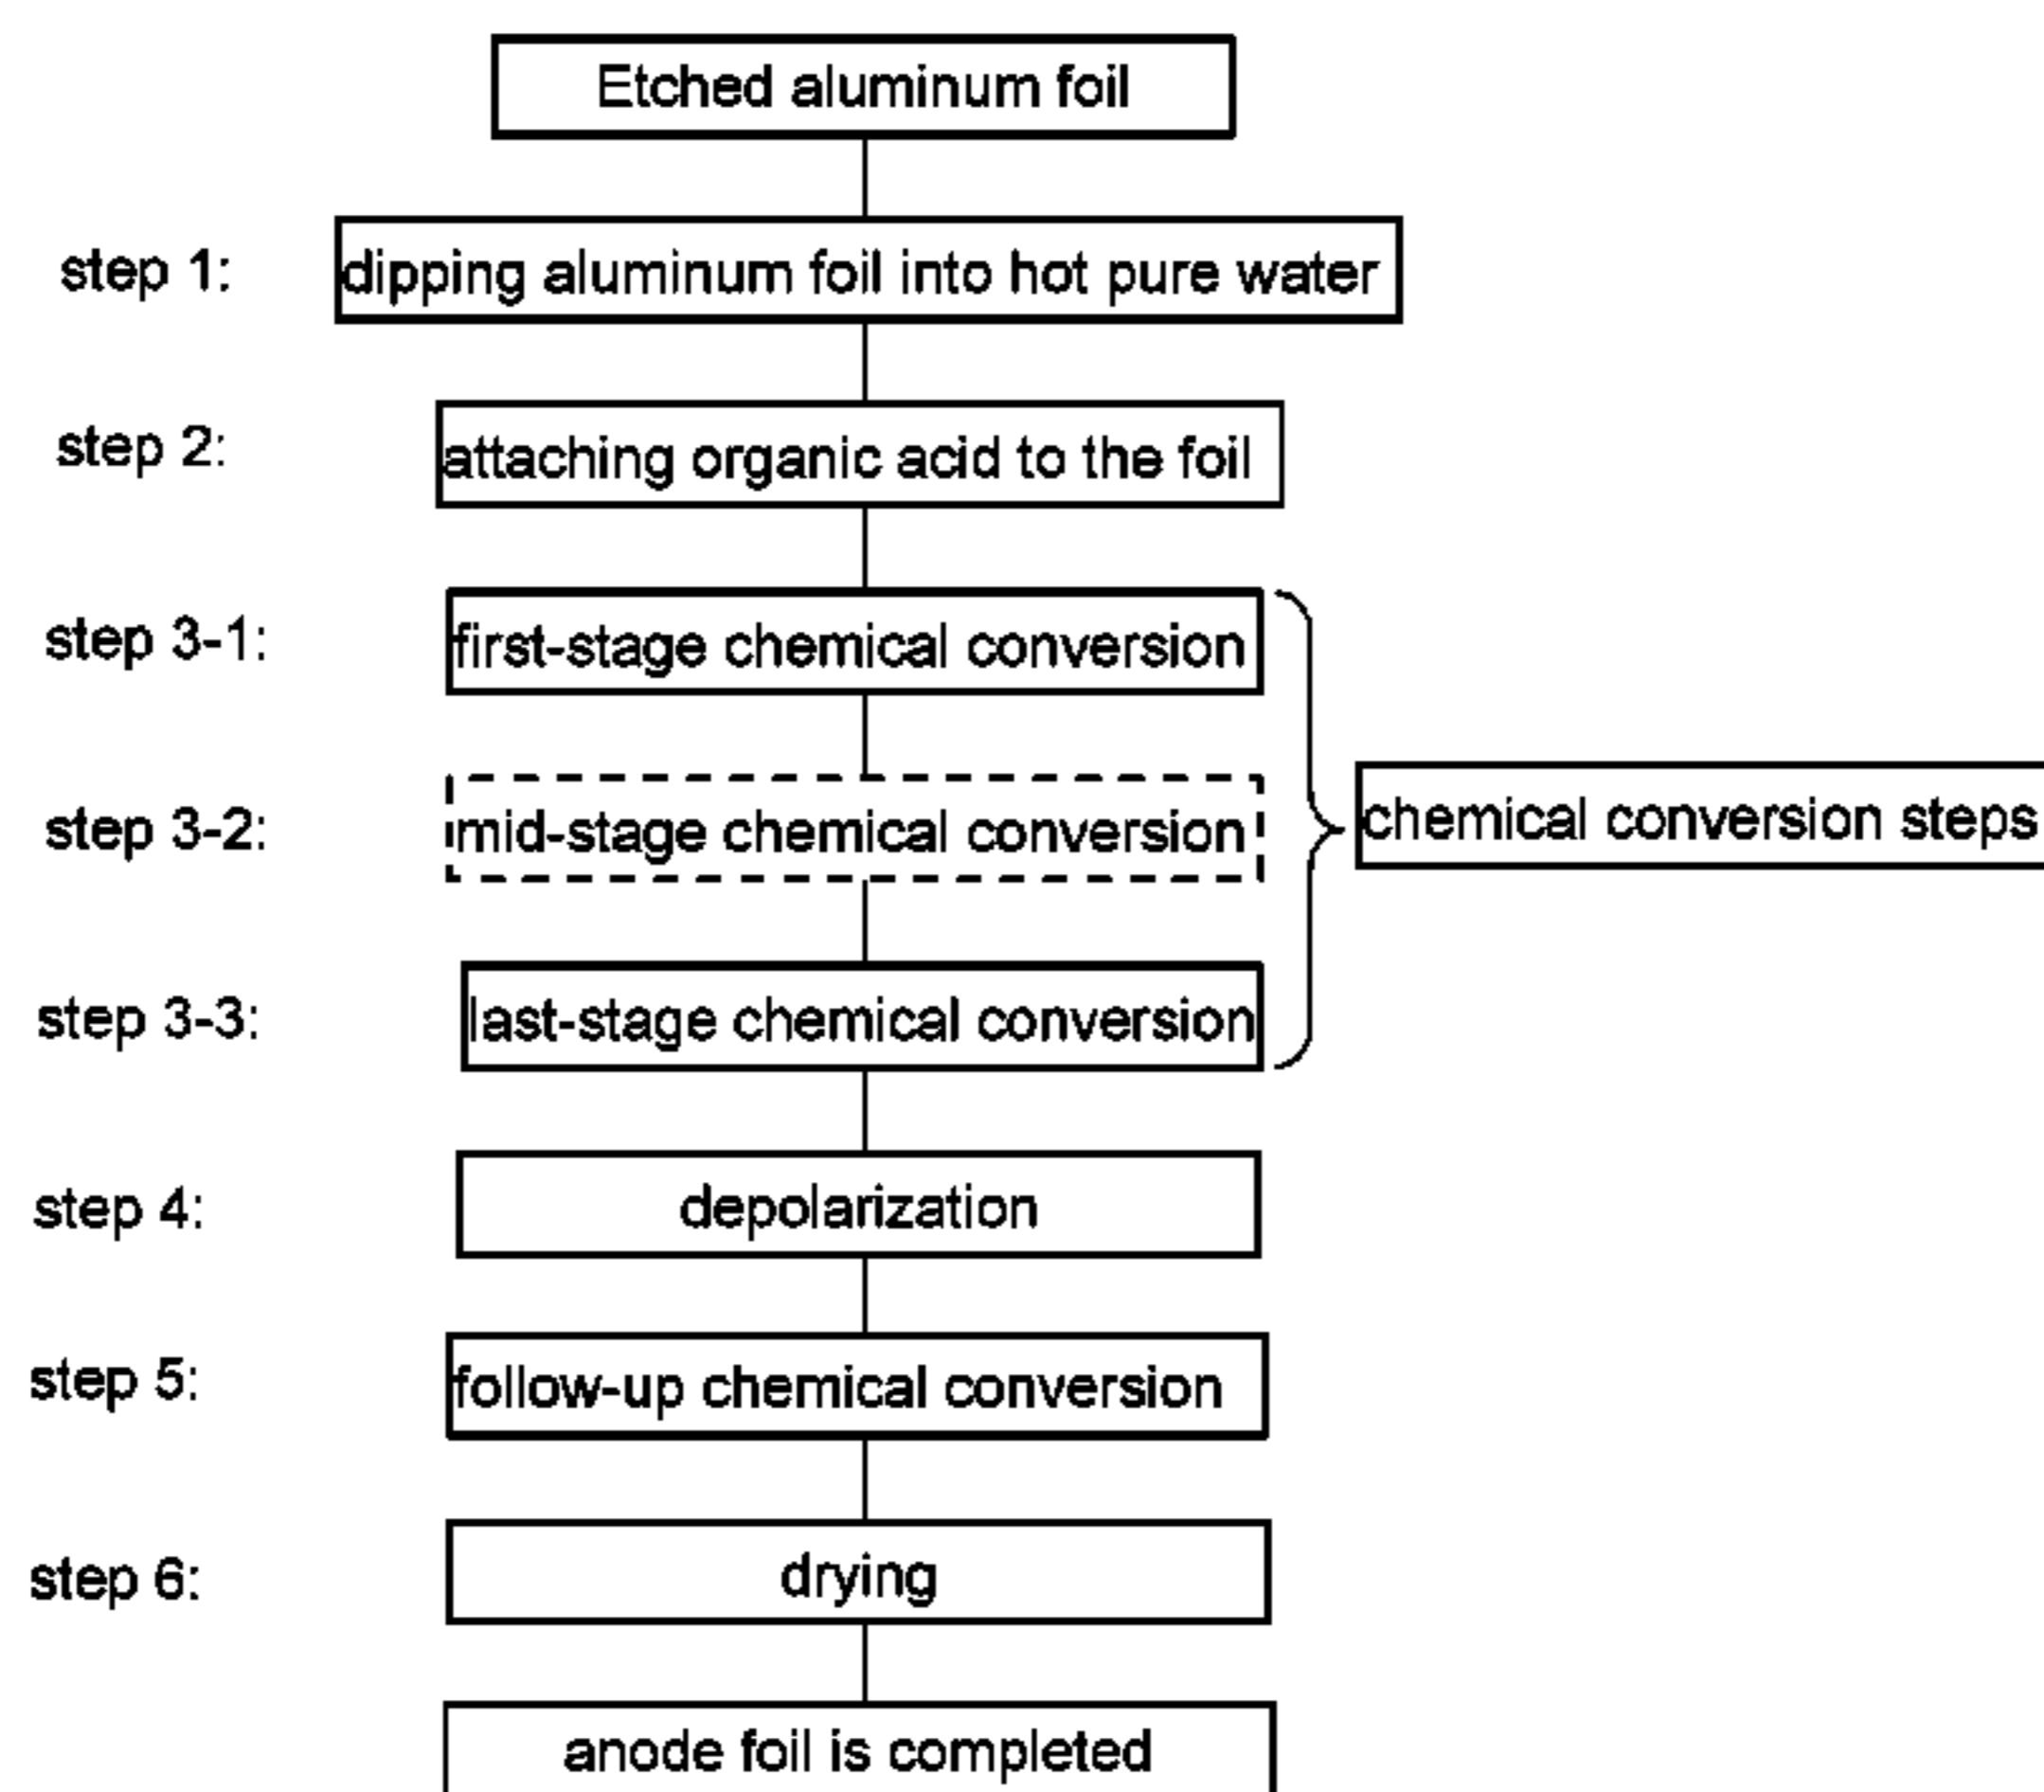 Etched aluminum foil
step 1: dipping aluminum foil into hot pure water
step 2: attaching organic acid to the foil
step 3-1: first-stage chemical conversion
step 3-2: mid-stage chemical conversion
chemical conversion steps
step 3-3: last-stage chemical conversion
step 4: depolarization
step 5: follow-up chemical conversion
step 6: drying
anode foil is completed